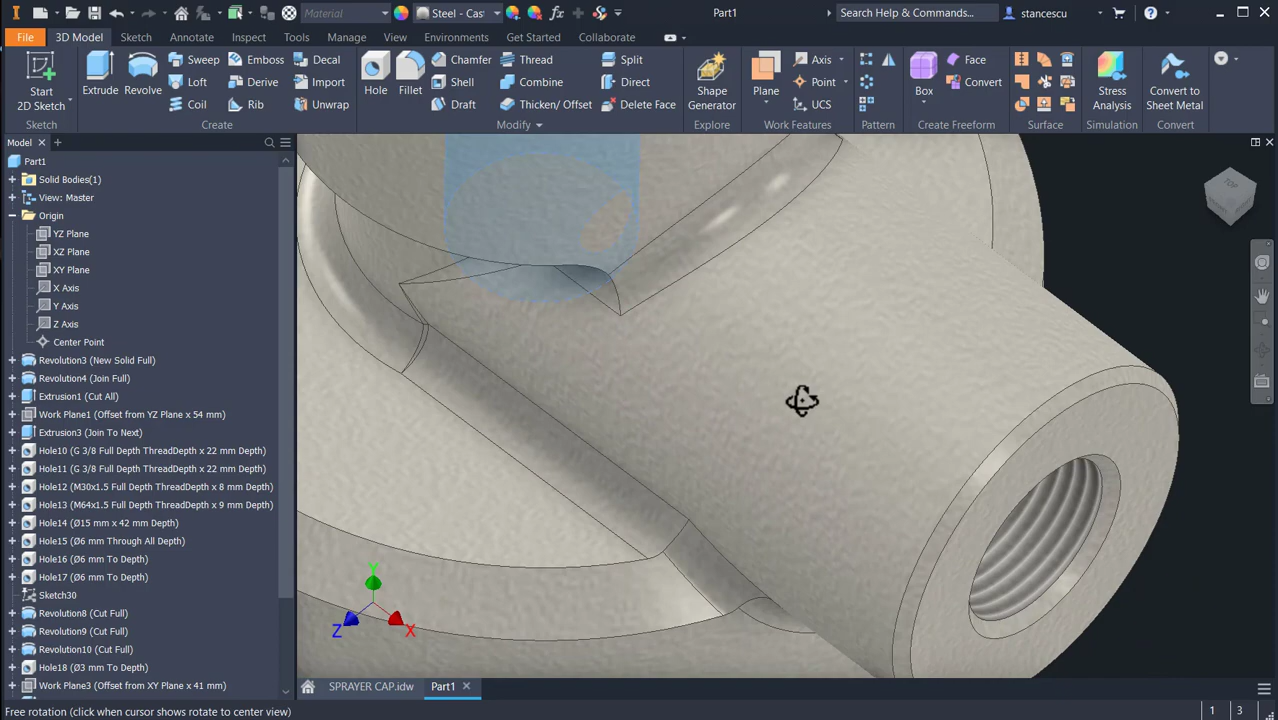 Material
Steel - Cas
Part1
Search Help & Commands...
stancescu
File
3D Model
Sketch
Annotate
Inspect
Tools
Manage
View
Environments
Get Started
Collaborate
Start
2D Sketch
Sketch
Extrude
Revolve
Sweep
Emboss
Decal
Loft
Derive
Import
Coil
Rib
Unwrap
Create
Hole
Fillet
Chamfer
Thread
Split
Shell
Combine
Direct
Draft
Thicken/ Offset
Delete Face
Modify
Shape
Generator
Explore
Plane
Axis
Point
UCS
Work Features
Pattern
Box
Face
Convert
Create Freeform
Surface
Stress
Analysis
Simulation
Convert to
Sheet Metal
Convert
Model
Part1
Solid Bodies(1)
View: Master
Origin
YZ Plane
XZ Plane
XY Plane
X Axis
Y Axis
Z Axis
Center Point
Revolution3 (New Solid Full)
Revolution4 (Join Full)
Extrusion1 (Cut All)
Work Plane1 (Offset from YZ Plane x 54 mm)
Extrusion3 (Join To Next)
Hole10 (G 3/8 Full Depth ThreadDepth x 22 mm Depth)
Hole11 (G 3/8 Full Depth ThreadDepth x 22 mm Depth)
Hole12 (M30x1.5 Full Depth ThreadDepth x 8 mm Depth)
Hole13 (M64x1.5 Full Depth ThreadDepth x 9 mm Depth)
Hole14 (Ø15 mm x 42 mm Depth)
Hole15 (Ø6 mm Through All Depth)
Hole16 (Ø6 mm To Depth)
Hole17 (Ø6 mm To Depth)
Sketch30
Revolution8 (Cut Full)
Revolution9 (Cut Full)
Revolution10 (Cut Full)
Hole18 (Ø3 mm To Depth)
Work Plane3 (Offset from XY Plane x 41 mm)
TOP
Y
Z
X
SPRAYER CAP.idw
Part1
Free rotation (click when cursor shows rotate to center view)
1
3